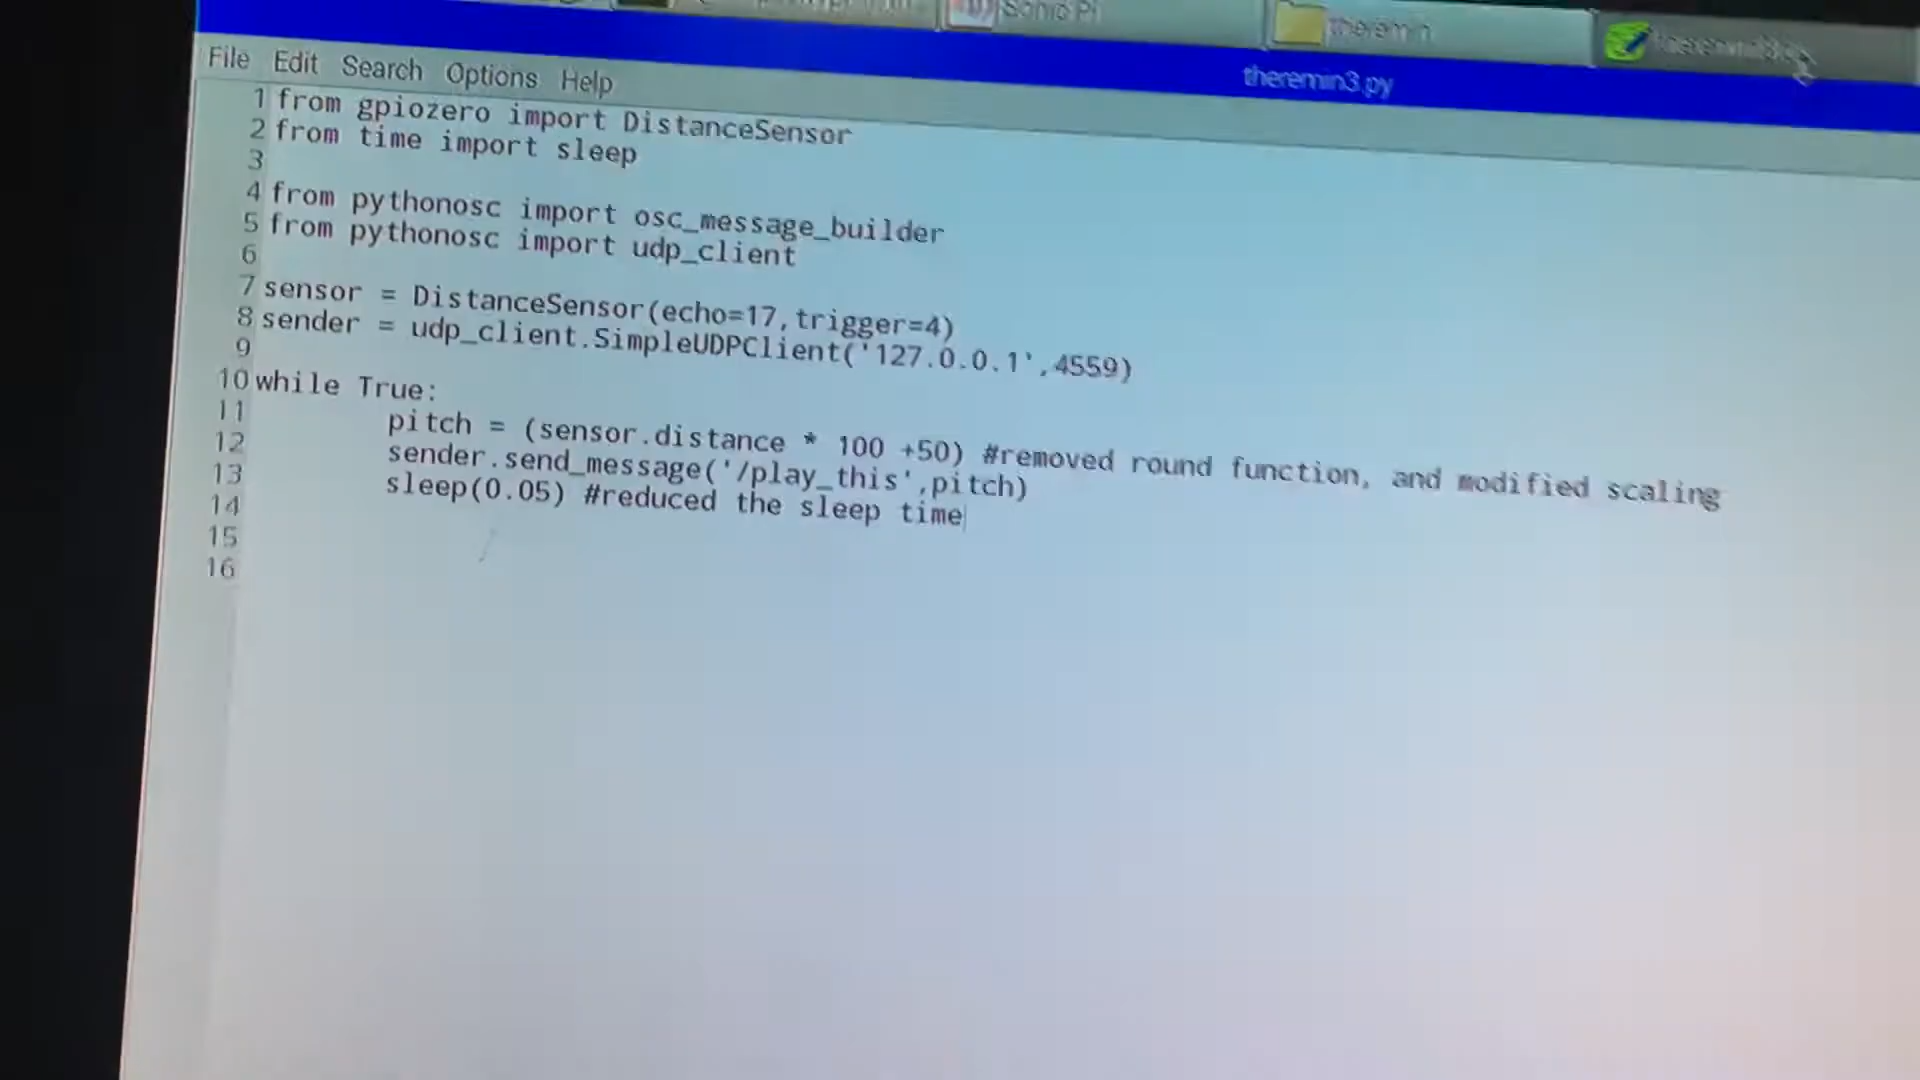 Sonic Pi
theremin
File Edit Search Options Help
theremin3.py
1 from gpiozero import DistanceSensor
2 from time import sleep
3
4 from pythonosc import osc_message_builder
5 from pythonosc import udp_client
6
7 sensor = DistanceSensor(echo=17,trigger=4)
8 sender = udp_client.SimpleUDPClient('127.0.0.1',4559)
9
10 while True:
11 pitch = (sensor.distance * 100 +50) #removed round function, and modified scaling
12 sender.send_message('/play_this',pitch)
13 sleep(0.05) #reduced the sleep time
14
15
16